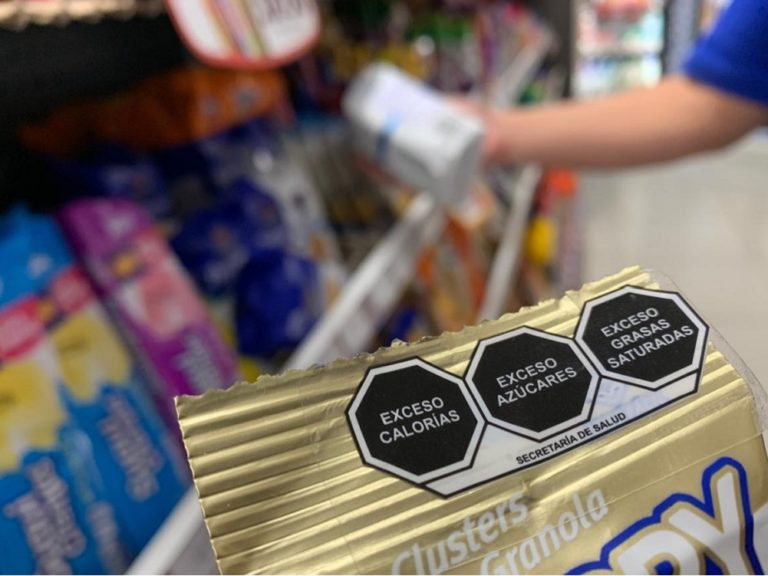 EXCESO
CALORÍAS
EXCESO
AZÚCARES
EXCESO
GRASAS
SATURADAS
SECRETARÍA DE SALUD
Clusters
Granola